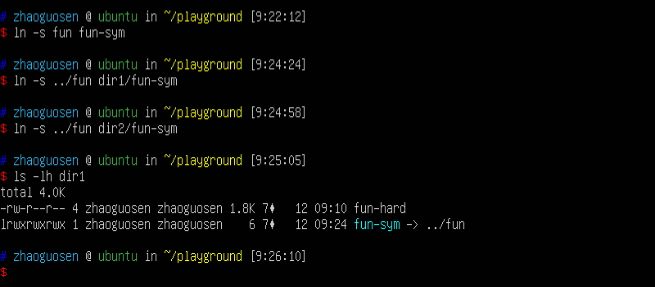 # zhaoguosen @ ubuntu in ~/playground [9:22:12]
$ ln -s fun fun-sym
# zhaoguosen @ ubuntu in ~/playground [9:24:24]
$ ln -s ../fun dir1/fun-sym
# zhaoguosen @ ubuntu in ~/playground [9:24:58]
$ ln -s ../fun dir2/fun-sym
# zhaoguosen @ ubuntu in ~/playground [9:25:05]
$ ls -lh dir1
total 4.0K
-rw-r--r-- 4 zhaoguosen zhaoguosen 1.8K 7♦ 12 09:10 fun-hard
lrwxrwxrwx 1 zhaoguosen zhaoguosen 6 7♦ 12 09:24 fun-sym -> ../fun
# zhaoguosen @ ubuntu in ~/playground [9:26:10]
$